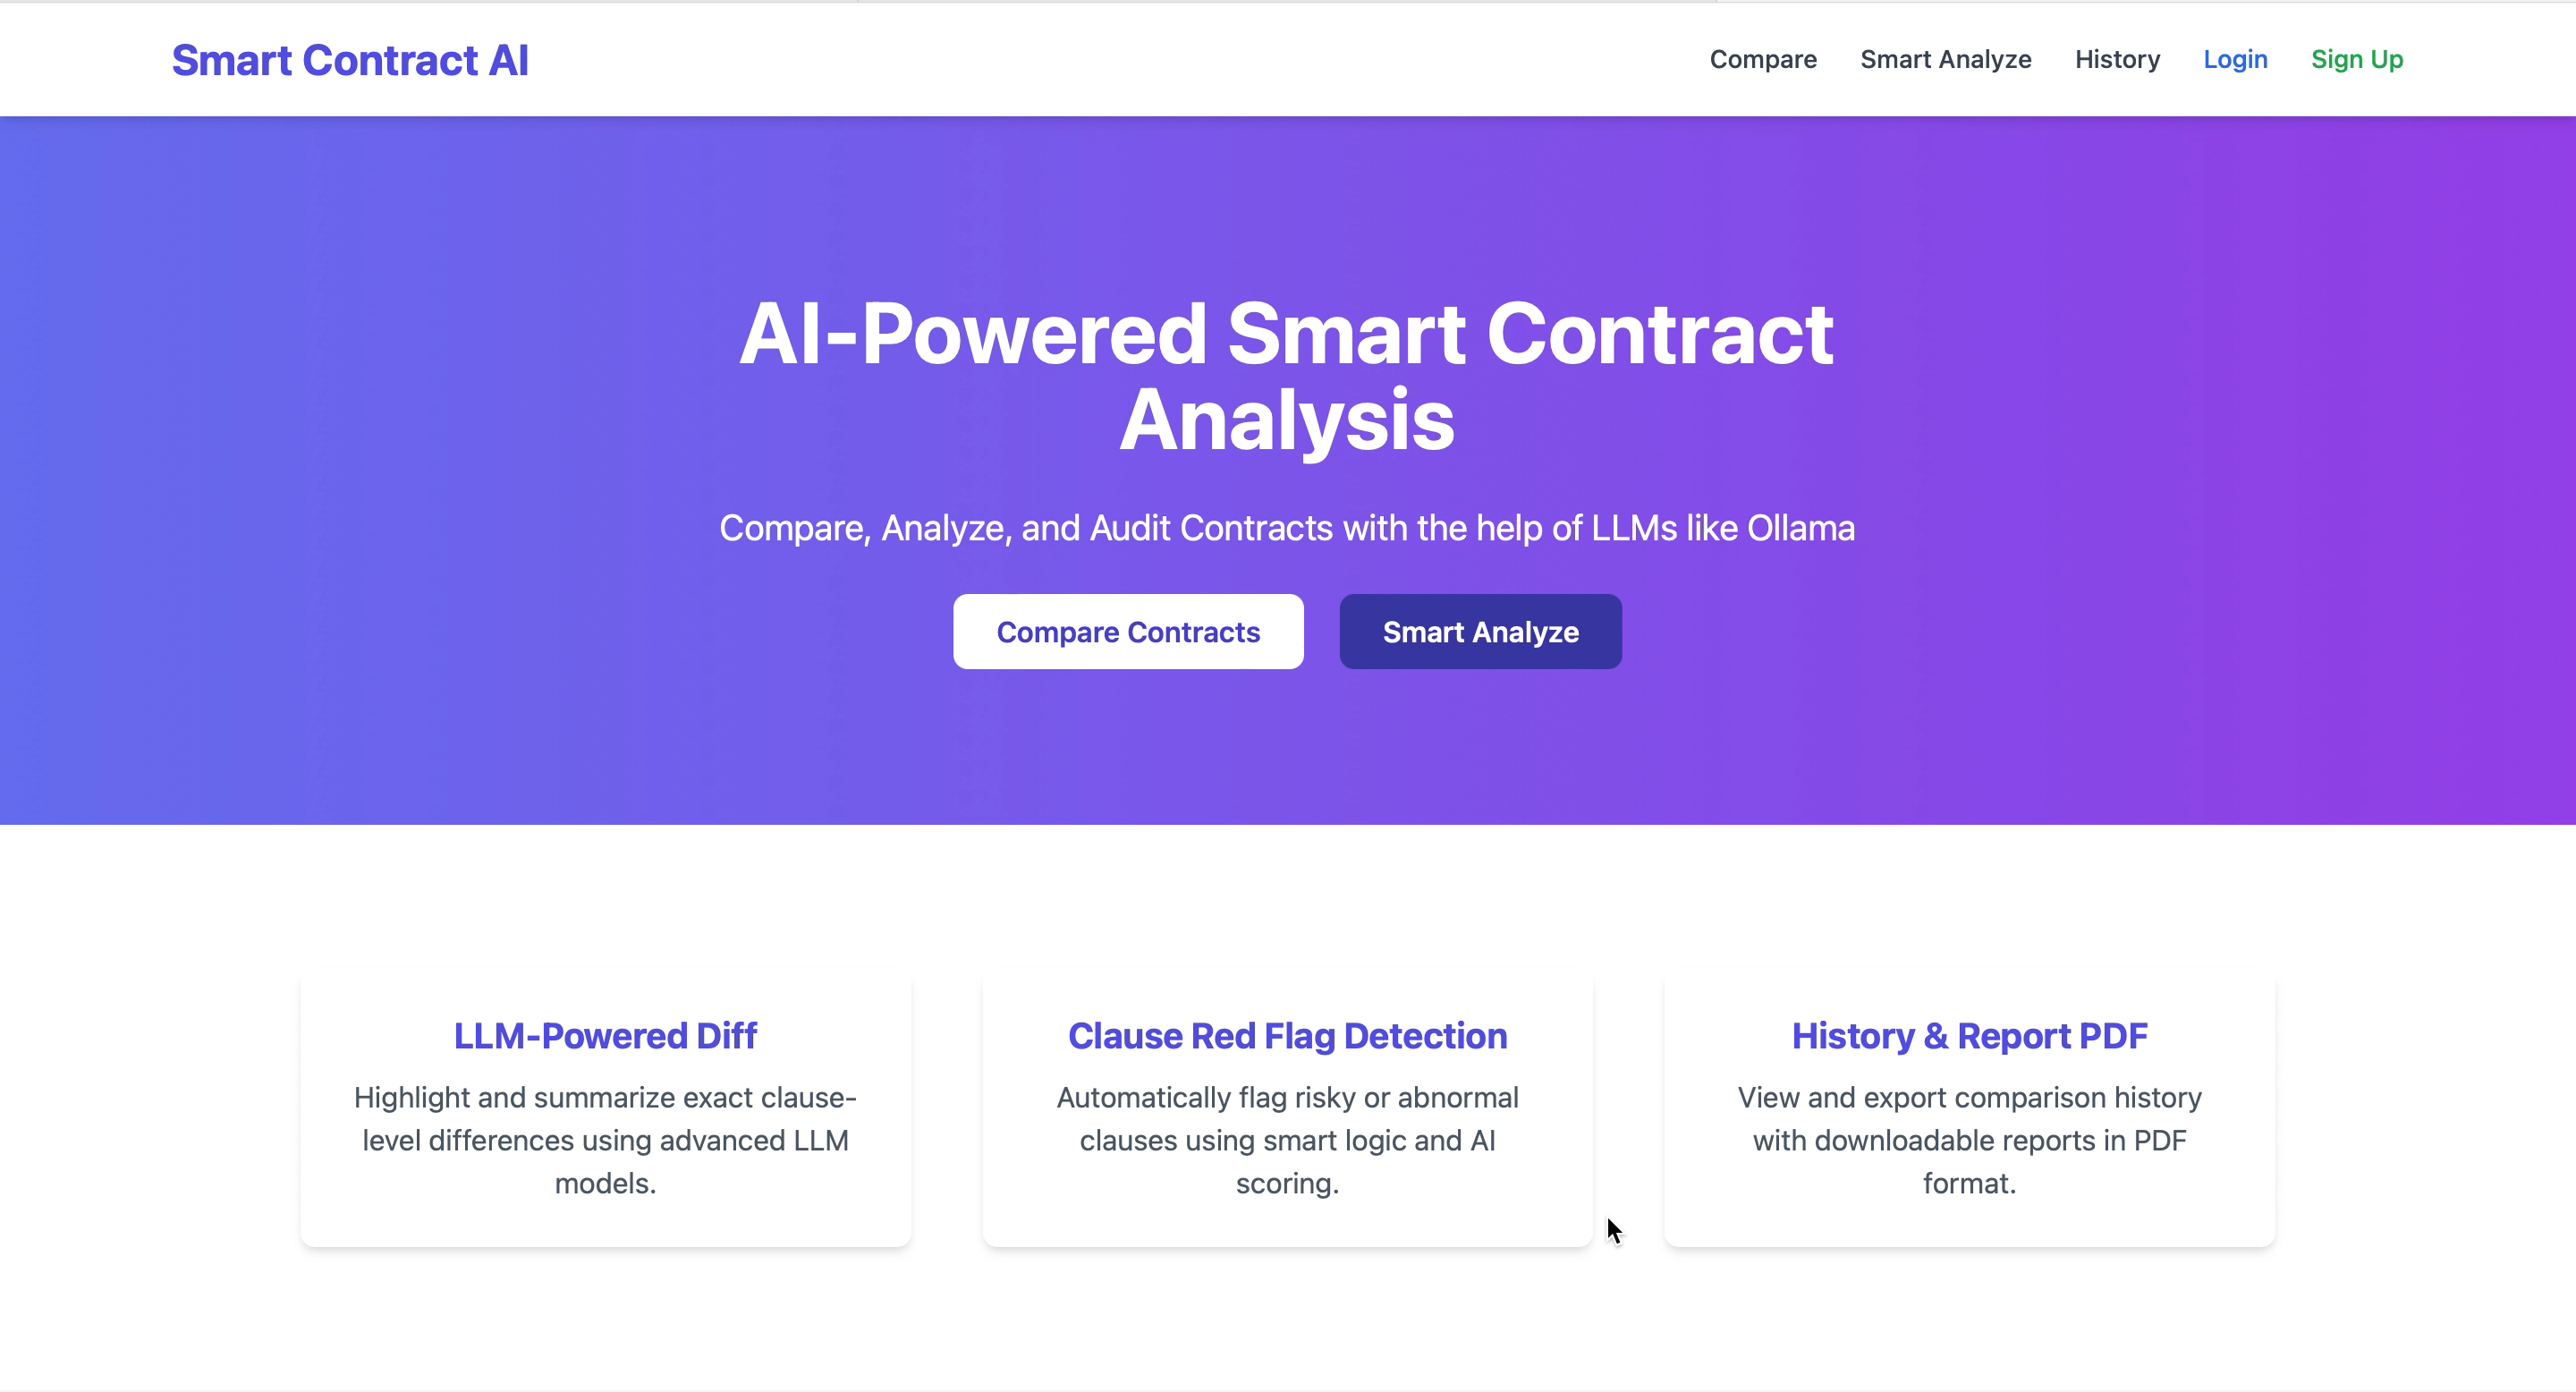 Smart Contract AI
Compare Smart Analyze History Login Sign Up
AI-Powered Smart Contract
Analysis
Compare, Analyze, and Audit Contracts with the help of LLMs like Ollama
Compare Contracts Smart Analyze
LLM-Powered Diff
Highlight and summarize exact clause-
level differences using advanced LLM
models.
Clause Red Flag Detection
Automatically flag risky or abnormal
clauses using smart logic and AI
scoring.
History & Report PDF
View and export comparison history
with downloadable reports in PDF
format.